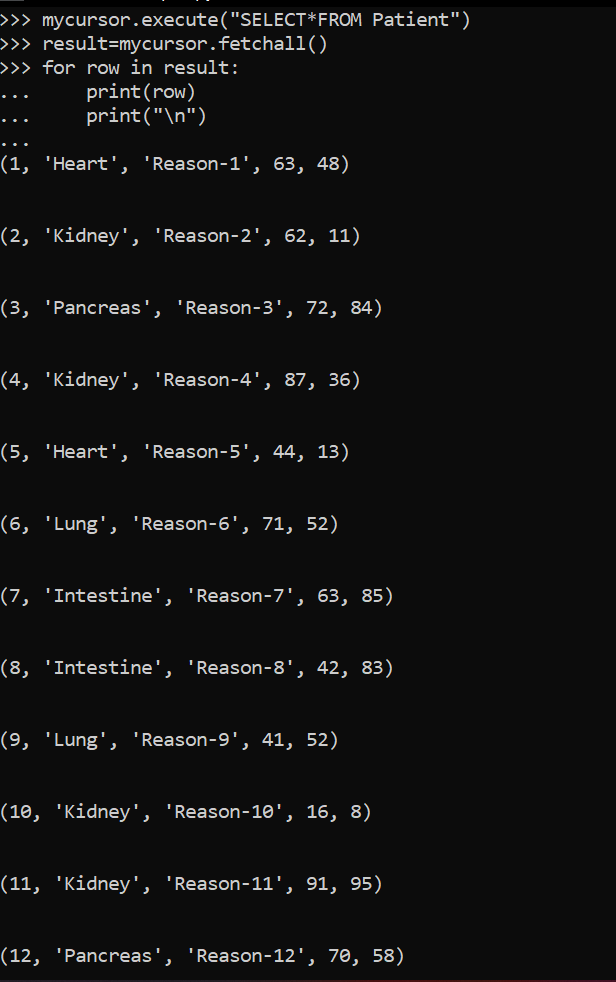 >>> mycursor.execute("SELECT*FROM Patient")
>>> result=mycursor.fetchall()
>>> for row in result:
...     print(row)
...     print("\n")
...
(1, 'Heart', 'Reason-1', 63, 48)
(2, 'Kidney', 'Reason-2', 62, 11)
(3, 'Pancreas', 'Reason-3', 72, 84)
(4, 'Kidney', 'Reason-4', 87, 36)
(5, 'Heart', 'Reason-5', 44, 13)
(6, 'Lung', 'Reason-6', 71, 52)
(7, 'Intestine', 'Reason-7', 63, 85)
(8, 'Intestine', 'Reason-8', 42, 83)
(9, 'Lung', 'Reason-9', 41, 52)
(10, 'Kidney', 'Reason-10', 16, 8)
(11, 'Kidney', 'Reason-11', 91, 95)
(12, 'Pancreas', 'Reason-12', 70, 58)